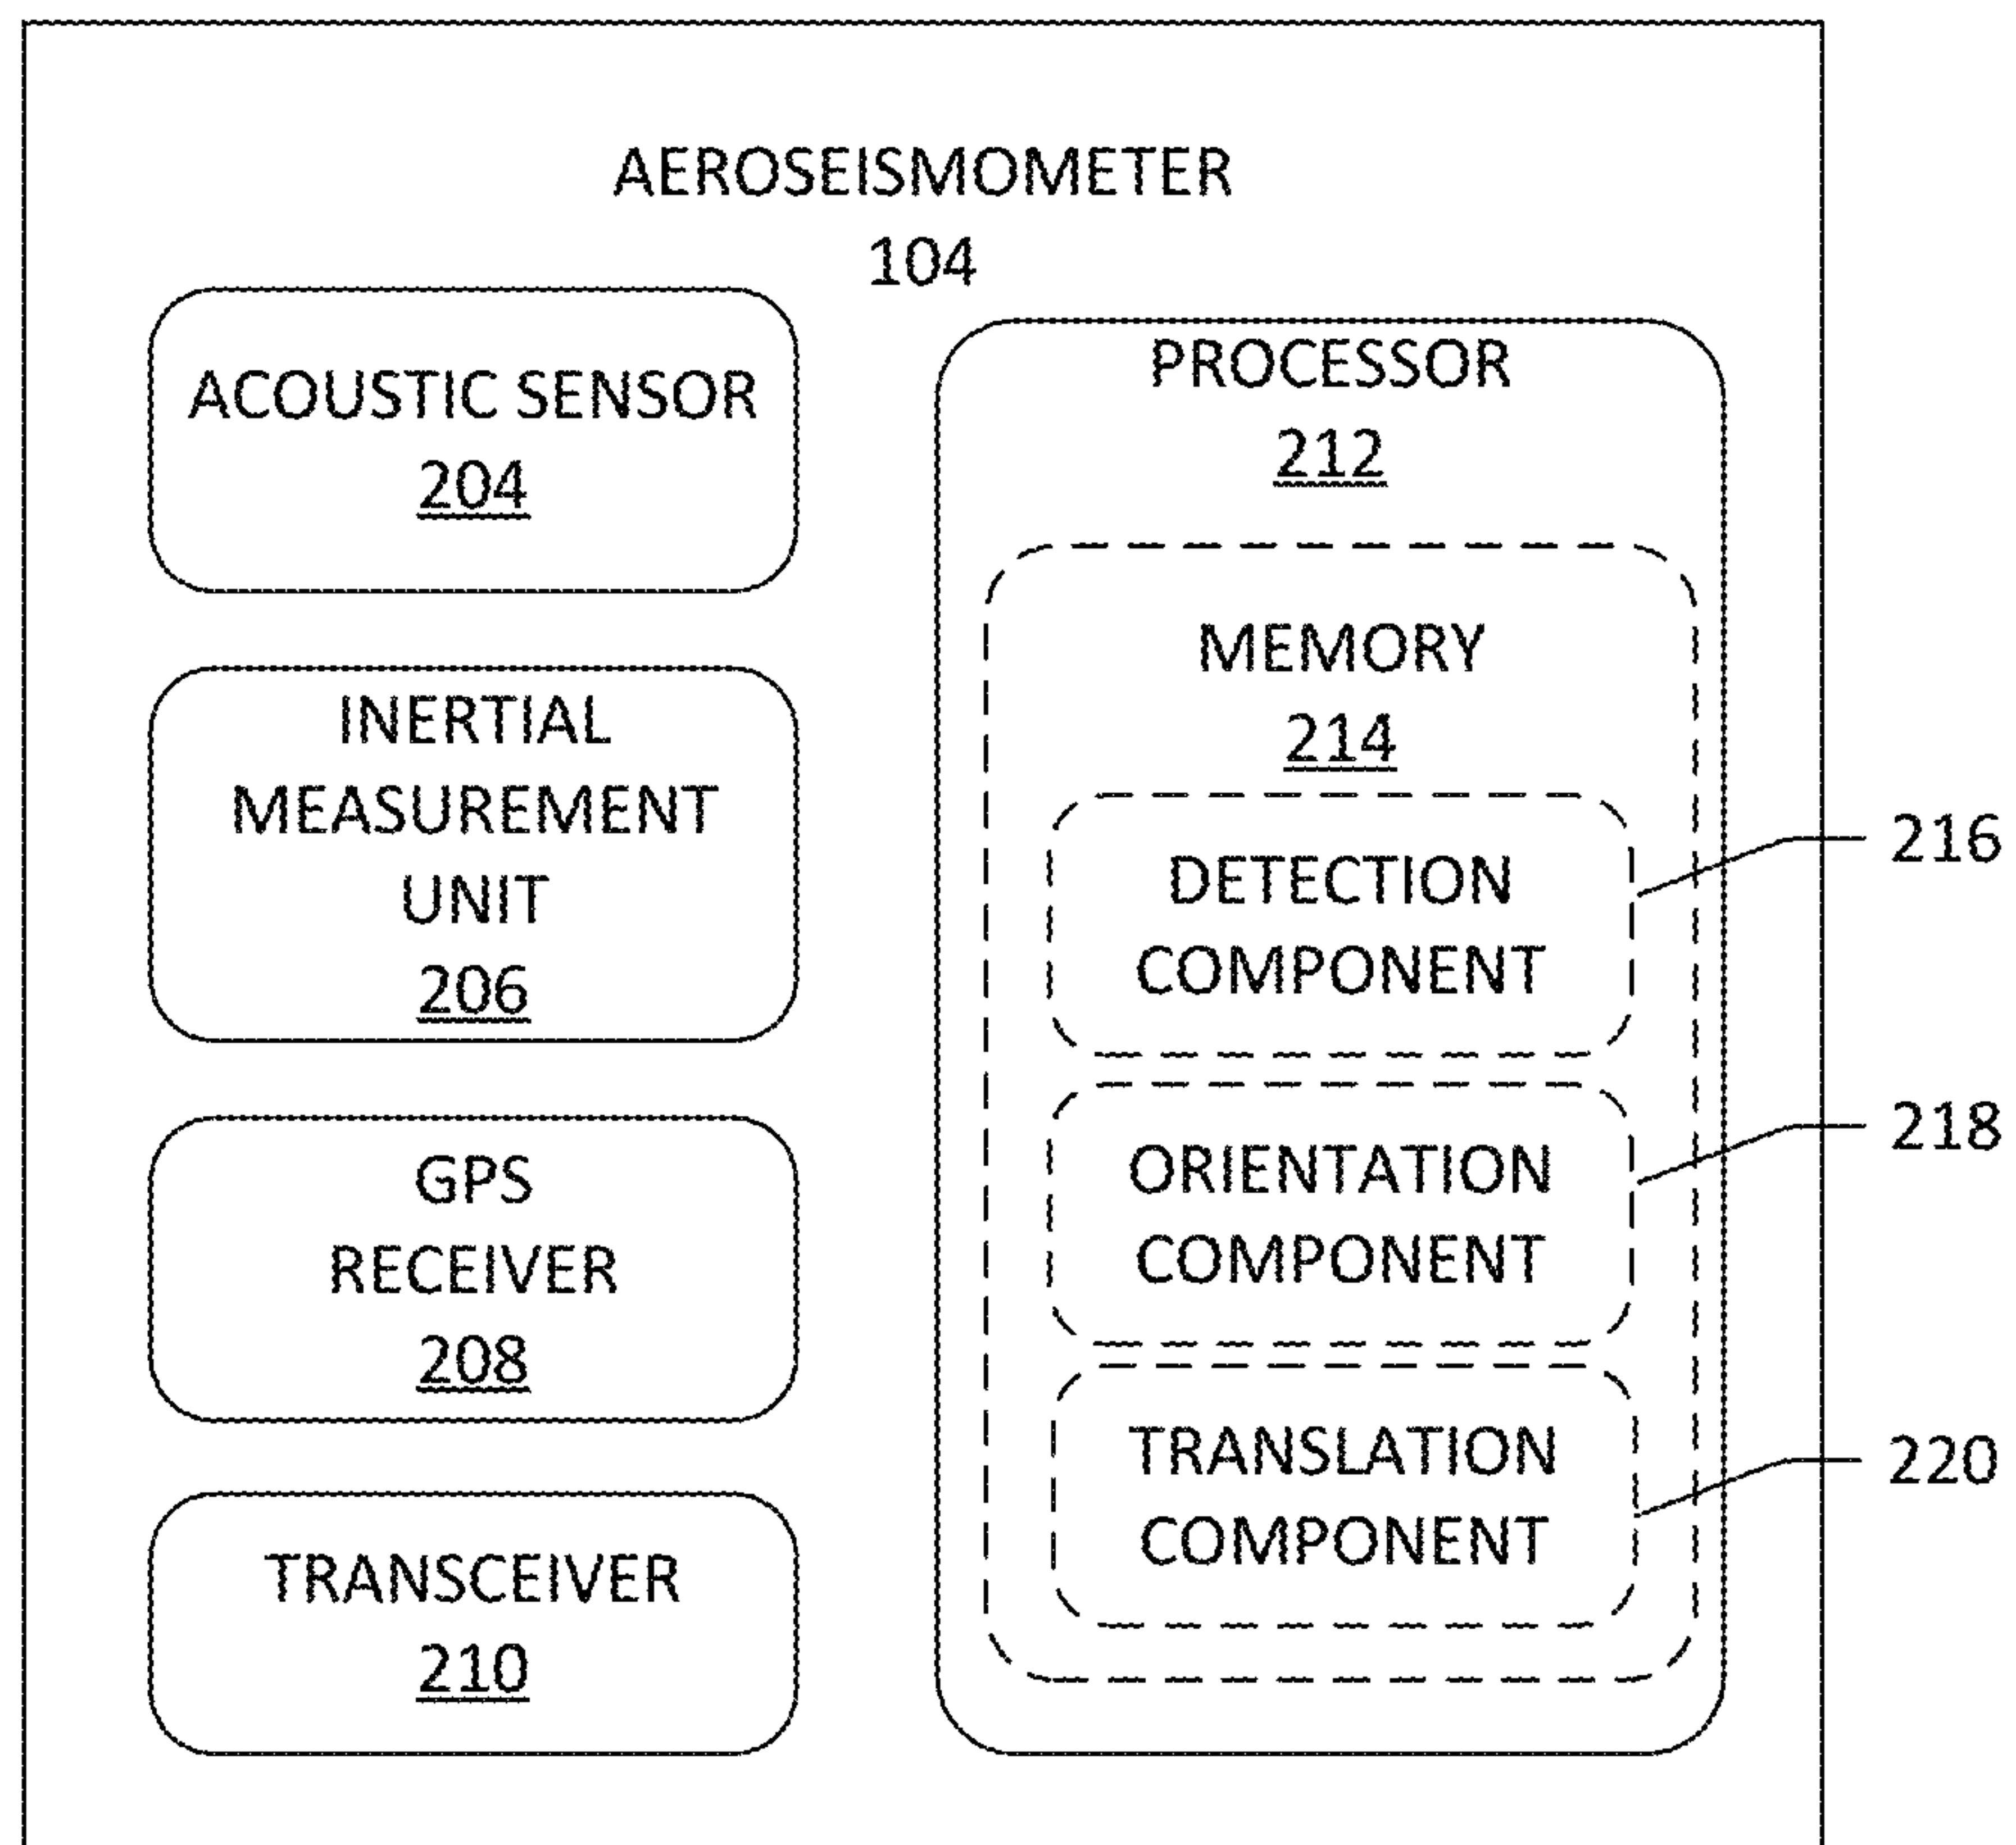 AEROSEISMOMETER
104
ACOUSTIC SENSOR
204
INERTIAL
MEASUREMENT
UNIT
206
GPS
RECEIVER
208
TRANSCEIVER
210
PROCESSOR
212
MEMORY
214
DETECTION
COMPONENT
216
ORIENTATION
COMPONENT
218
TRANSLATION
COMPONENT
220